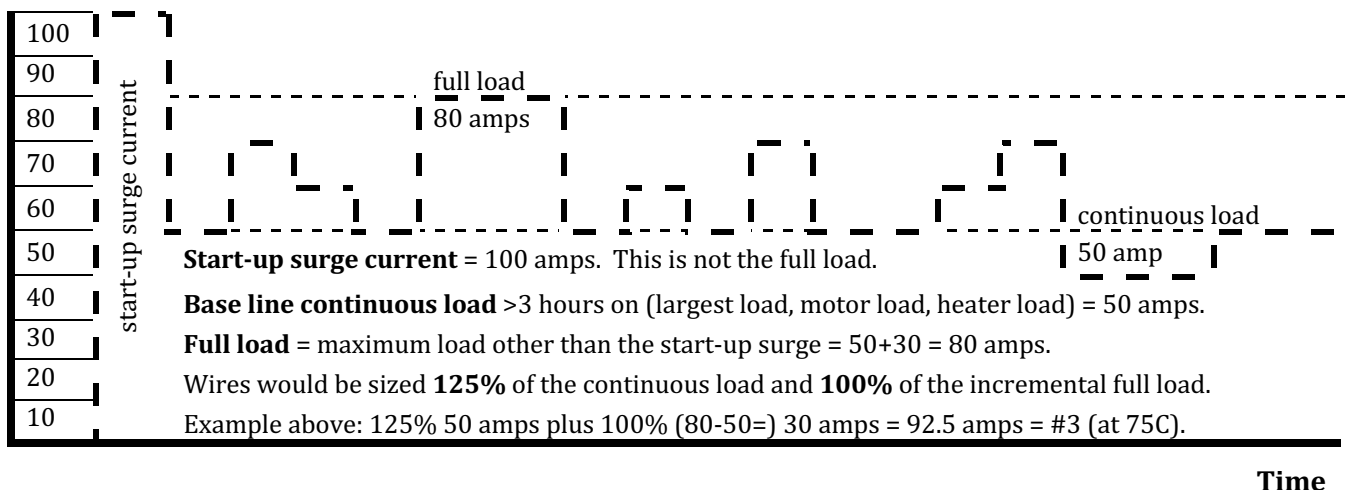 100
90
full load
80
80 amps
start-up surge current
70
60
continuous load
50
50 amp
Start-up surge current = 100 amps. This is not the full load.
40
Base line continuous load >3 hours on (largest load, motor load, heater load) = 50 amps.
30
Full load = maximum load other than the start-up surge = 50+30 = 80 amps.
20
Wires would be sized 125% of the continuous load and 100% of the incremental full load.
10
Example above: 125% 50 amps plus 100% (80-50=) 30 amps = 92.5 amps = #3 (at 75C).
Time